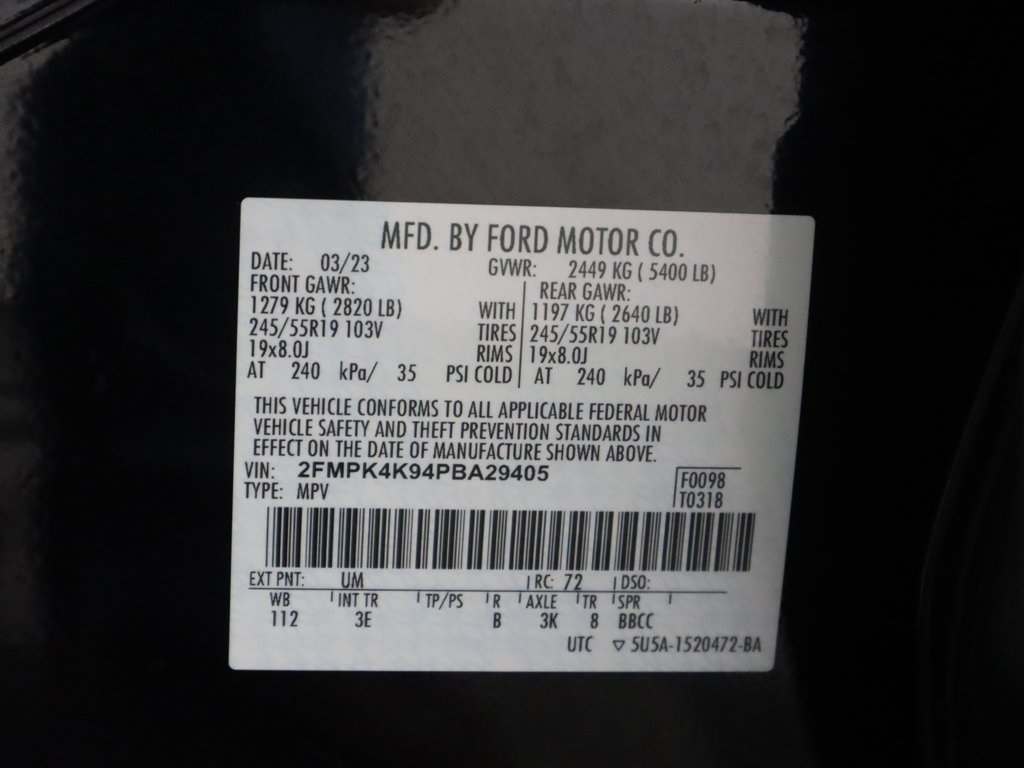 MFD. BY FORD MOTOR CO.
DATE: 03/23 GVWR: 2449 KG ( 5400 LB)
FRONT GAWR: REAR GAWR:
1279 KG ( 2820 LB) WITH 1197 KG ( 2640 LB) WITH
245/55R19 103V TIRES 245/55R19 103V TIRES
19x8.0J RIMS 19x8.0J RIMS
AT 240 kPa/ 35 PSI COLD AT 240 kPa/ 35 PSI COLD
THIS VEHICLE CONFORMS TO ALL APPLICABLE FEDERAL MOTOR
VEHICLE SAFETY AND THEFT PREVENTION STANDARDS IN
EFFECT ON THE DATE OF MANUFACTURE SHOWN ABOVE.
VIN: 2FMPK4K94PBA29405 F0098
TYPE: MPV T0318
EXT PNT: UM RC: 72 DSO:
WB INT TR TP/PS R AXLE TR SPR
112 3E B 3K 8 BBCC
UTC ▽ 5U5A-1520472-BA